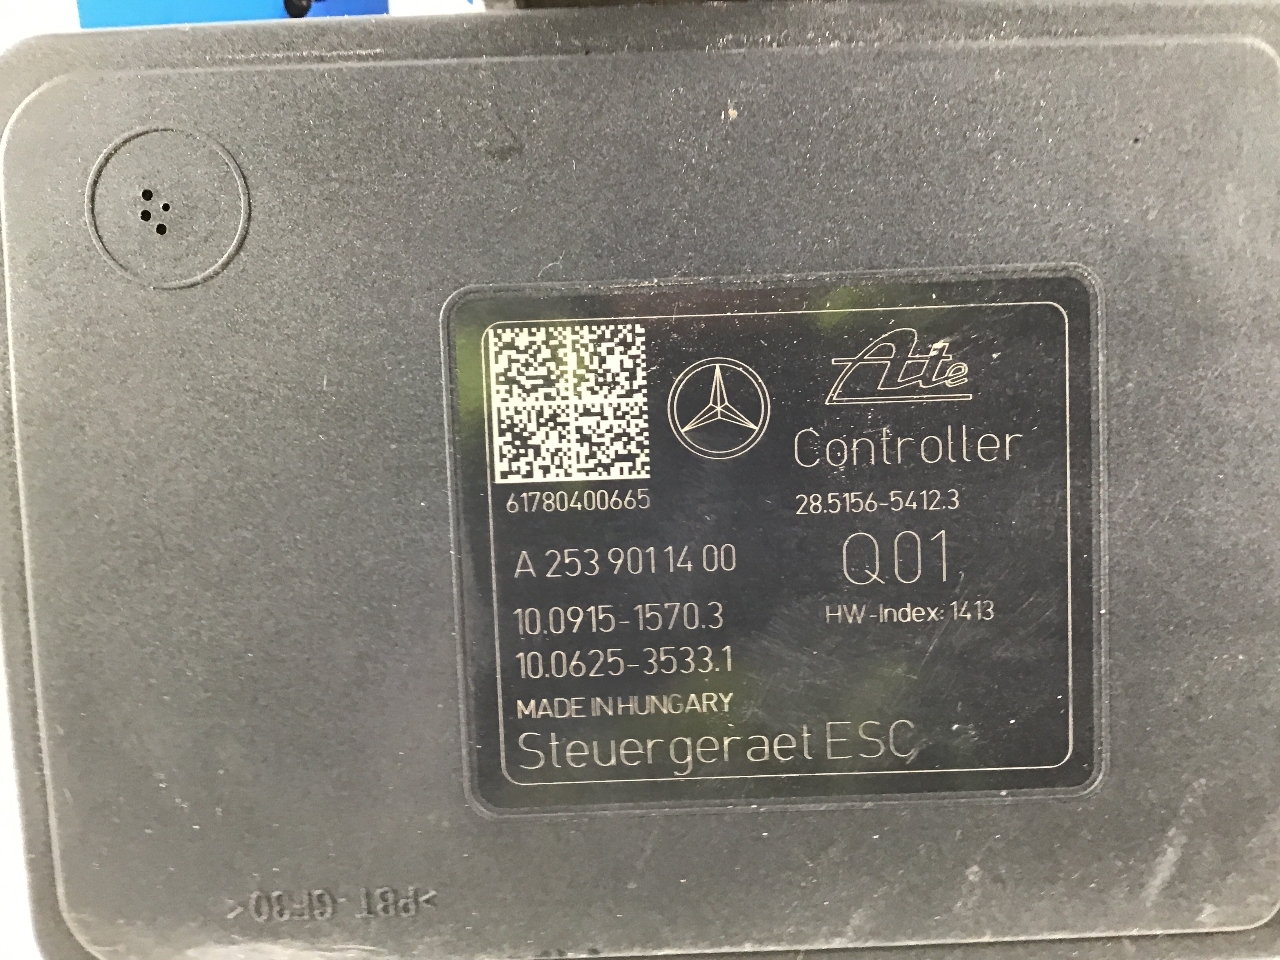 Ate
Controller
61780400665
28.5156-5412.3
A 253 901 14 00
Q01
10.0915-1570.3
HW-Index: 1413
10.0625-3533.1
MADE IN HUNGARY
Steuergeraet ESC
>PBT-GF30<